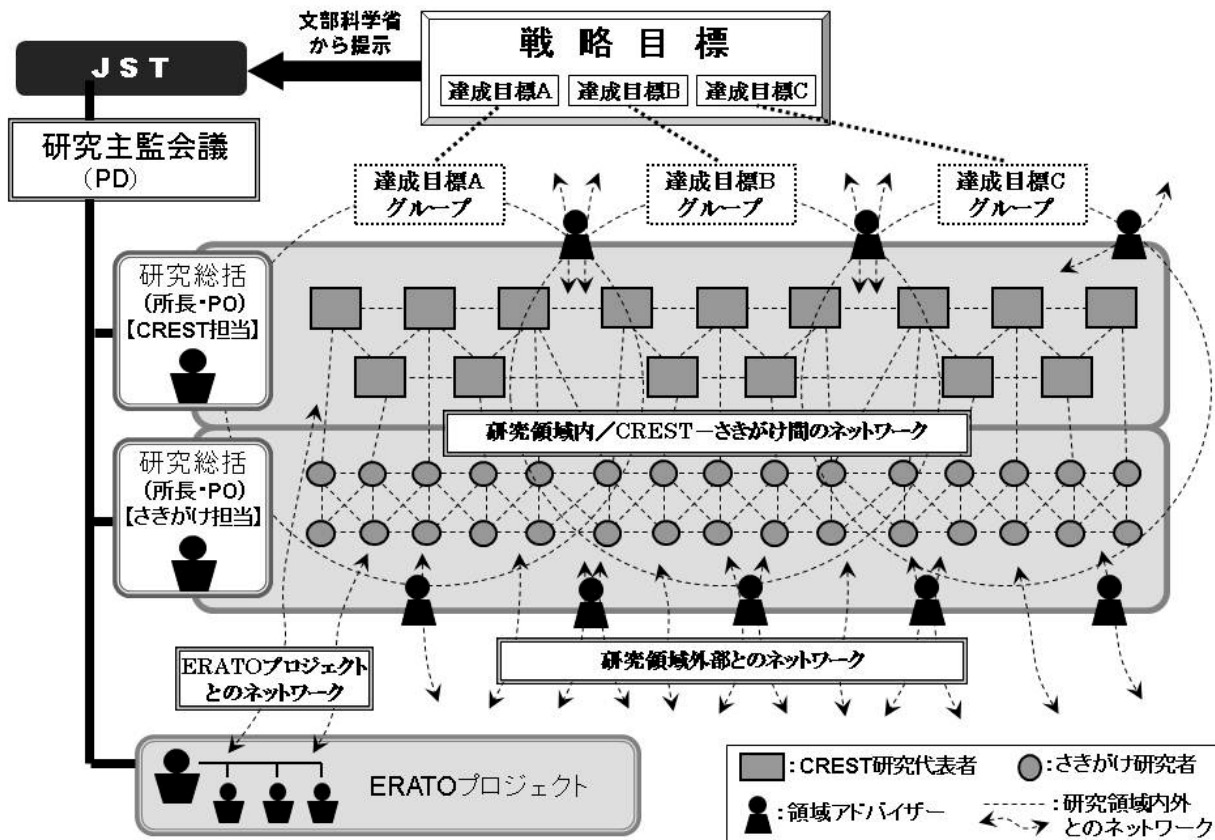 文部科学省
から提示
戦略目標
達成目標A
達成目標B
達成目標C
JST
研究主監会議
(PD)
達成目標A
グループ
達成目標B
グループ
達成目標C
グループ
研究総括
(所長・PO)
【CREST担当】
研究領域内／CREST－さきがけ間のネットワーク
研究総括
(所長・PO)
【さきがけ担当】
ERATOプロジェクト
とのネットワーク
研究領域外部とのネットワーク
ERATOプロジェクト
：CREST研究代表者
：さきがけ研究者
：領域アドバイザー
：研究領域内外
とのネットワーク